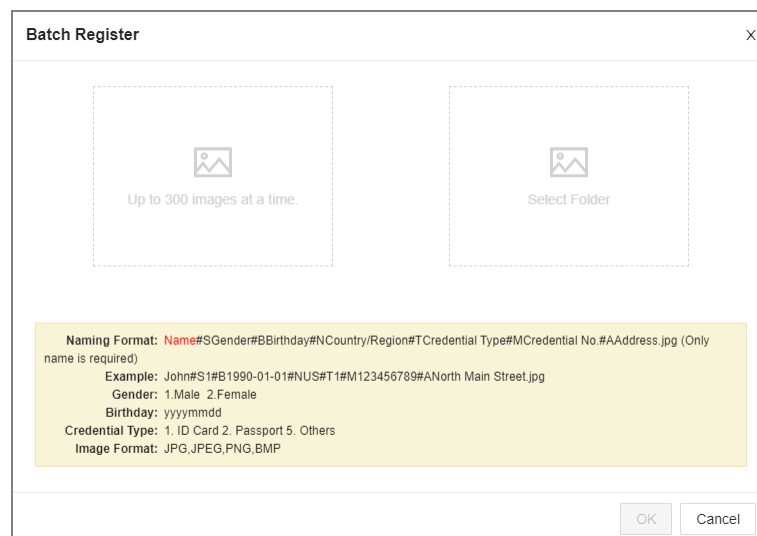 Batch Register X
Up to 300 images at a time.
Select Folder
Naming Format: Name#SGender#BBirthday#NCountry/Region#TCredential Type#MCredential No.#AAddress.jpg (Only
name is required)
Example: John#S1#B1990-01-01#NUS#T1#M123456789#ANorth Main Street.jpg
Gender: 1.Male 2.Female
Birthday: yyyymmdd
Credential Type: 1. ID Card 2. Passport 5. Others
Image Format: JPG,JPEG,PNG,BMP
OK Cancel